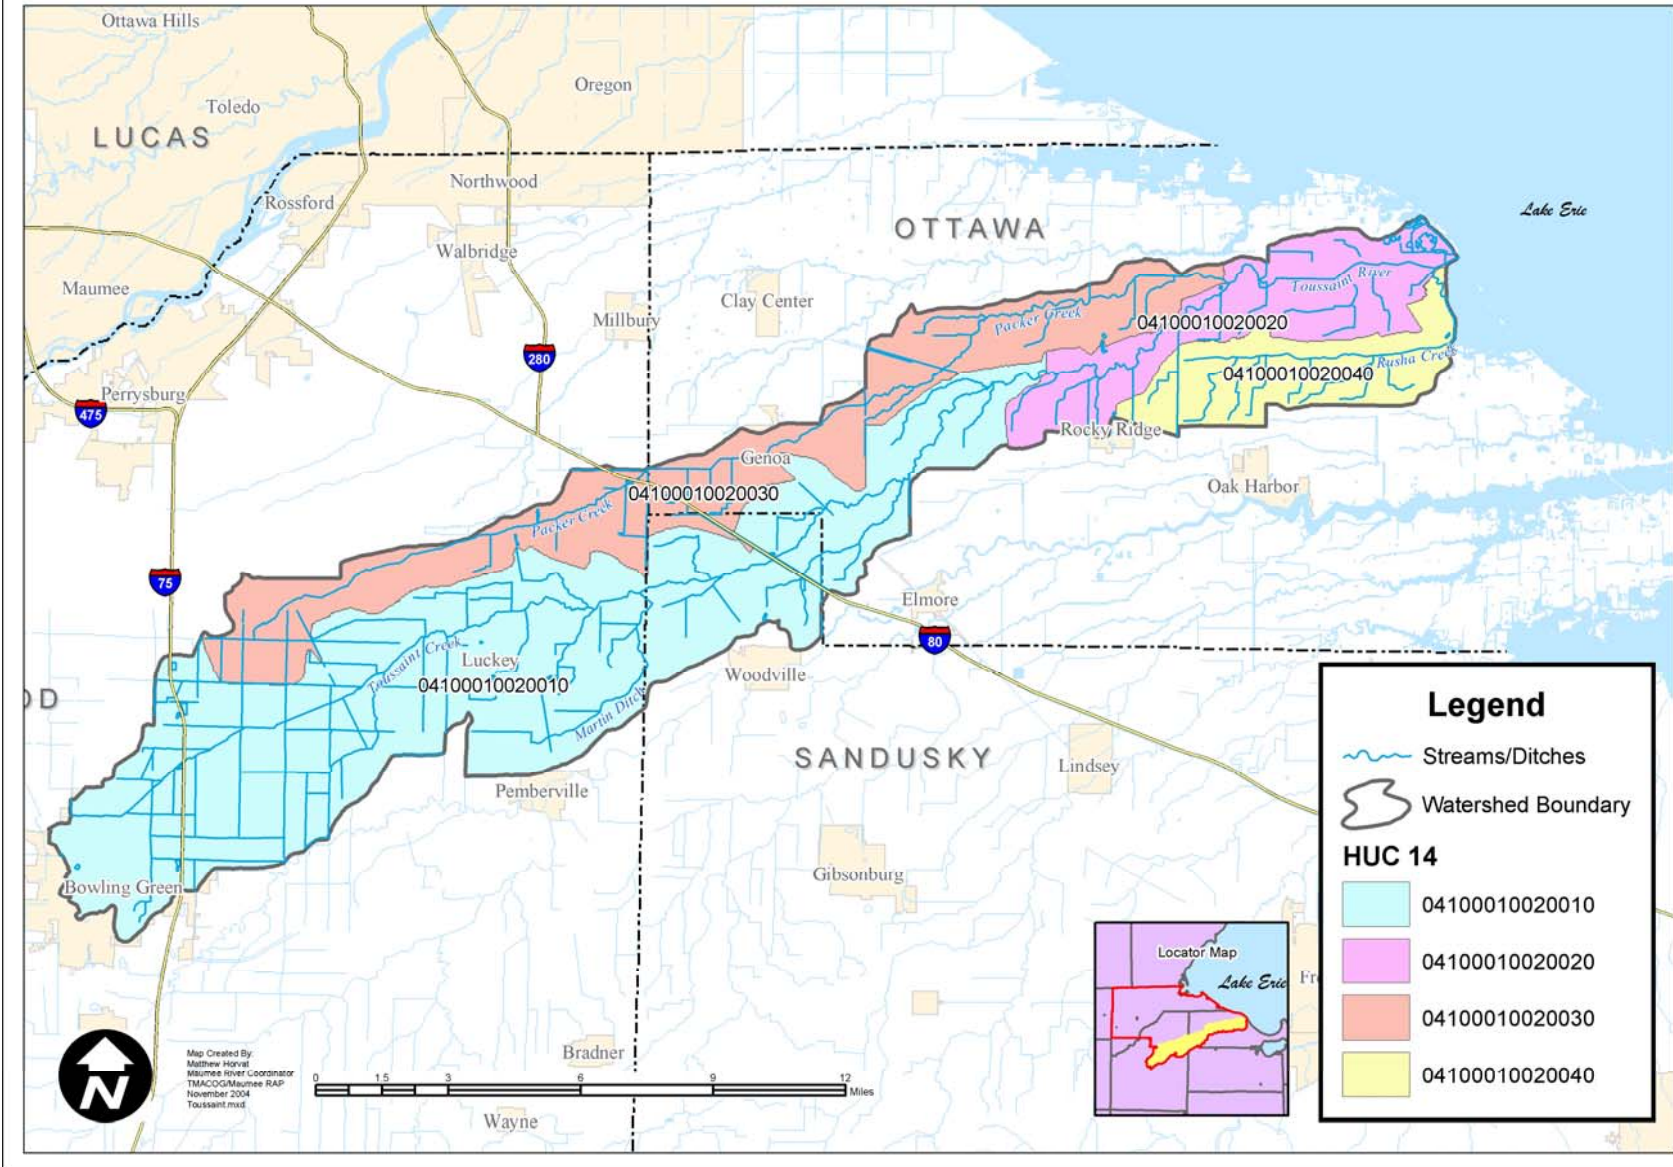 Ottawa Hills
Oregon
Toledo
LUCAS
Northwood
Rossford
Lake Erie
OTTAWA
Walbridge
Toussaint River
Maumee
Clay Center
Millbury
Packer Creek
04100010020020
280
Rusha Creek
04100010020040
Perrysburg
475
Rocky Ridge
Genoa
Oak Harbor
04100010020030
Packer Creek
75
Elmore
80
Toussaint Creek
Luckey
04100010020010
Woodville
Martin Ditch
OD
SANDUSKY
Lindsey
Pemberville
Gibsonburg
Bowling Green
Bradner
Wayne
Fr
Legend
Streams/Ditches
Watershed Boundary
HUC 14
04100010020010
04100010020020
04100010020030
04100010020040
Locator Map
Lake Erie
N
Map Created By:
Matthew Horvat
Maumee River Coordinator
TMACOG/Maumee RAP
November 2004
Toussaint.mxd
0 1.5 3 6 9 12
Miles